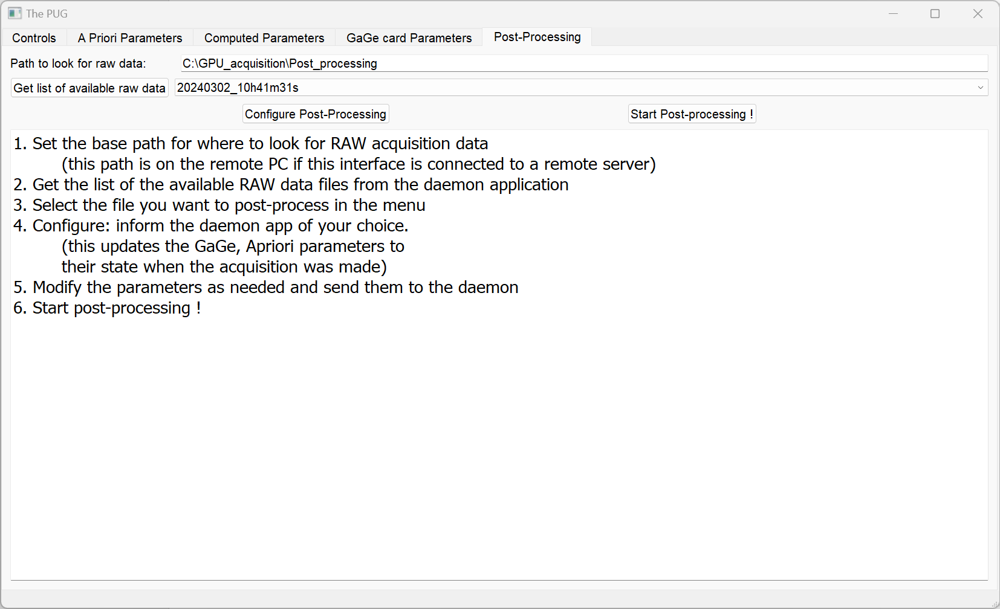 The PUG
Controls
A Priori Parameters
Computed Parameters
GaGe card Parameters
Post-Processing
Path to look for raw data:
C:\GPU_acquisition\Post_processing
Get list of available raw data
20240302_10h41m31s
Configure Post-Processing
Start Post-processing !
1. Set the base path for where to look for RAW acquisition data
(this path is on the remote PC if this interface is connected to a remote server)
2. Get the list of the available RAW data files from the daemon application
3. Select the file you want to post-process in the menu
4. Configure: inform the daemon app of your choice.
(this updates the GaGe, Apriori parameters to
their state when the acquisition was made)
5. Modify the parameters as needed and send them to the daemon
6. Start post-processing !